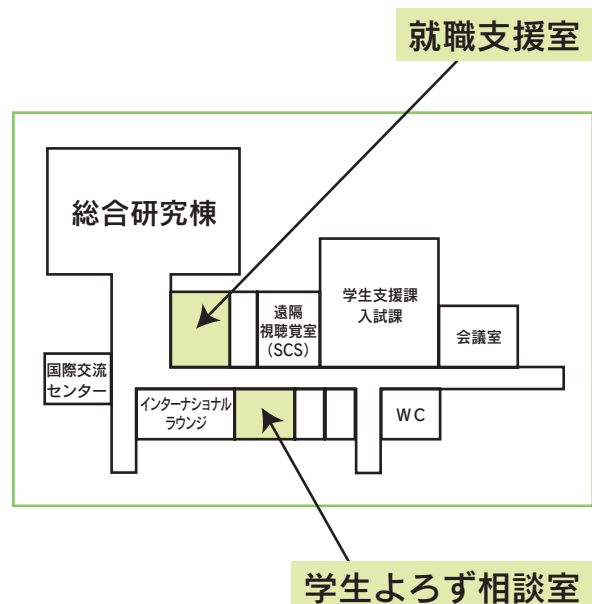 就職支援室
総合研究棟
学生支援課
入試課
遠隔
視聴覚室
(SCS)
会議室
国際交流
センター
インターナショナル
ラウンジ
WC
学生よろず相談室